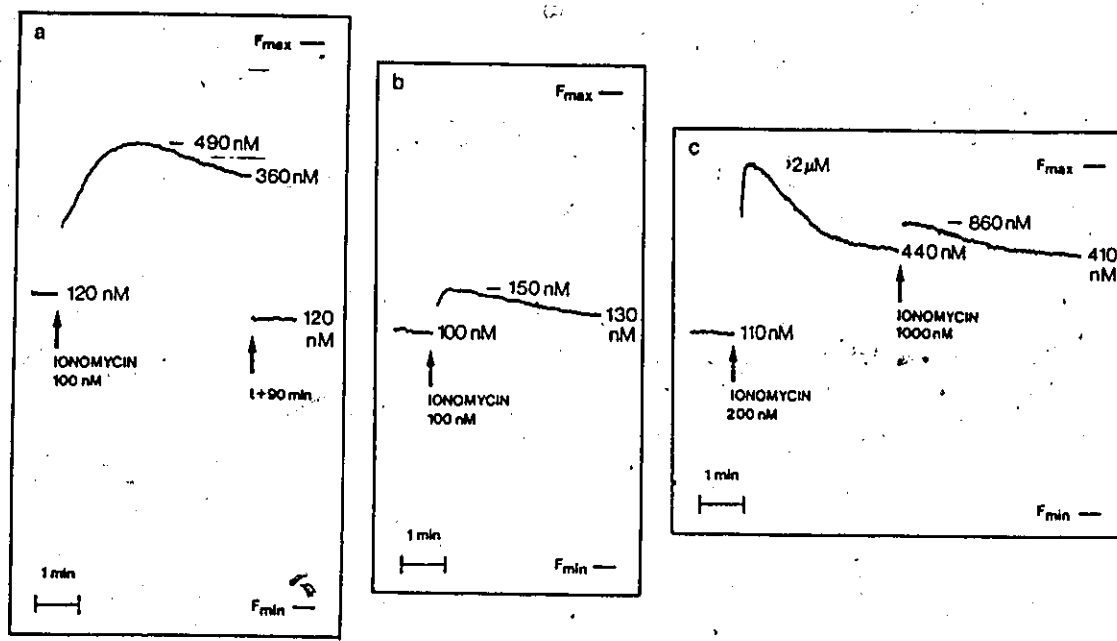 a
Fmax
490 nM
360 nM
120 nM
120
nM
IONOMYCIN
100 nM
t+90 min
1 min
Fmin
b
Fmax
150 nM
100 nM
130
nM
IONOMYCIN
100 nM
1 min
Fmin
c
Fmax
2µM
860 nM
440 nM
410
nM
110 nM
IONOMYCIN
1000 nM
IONOMYCIN
200 nM
1 min
Fmin